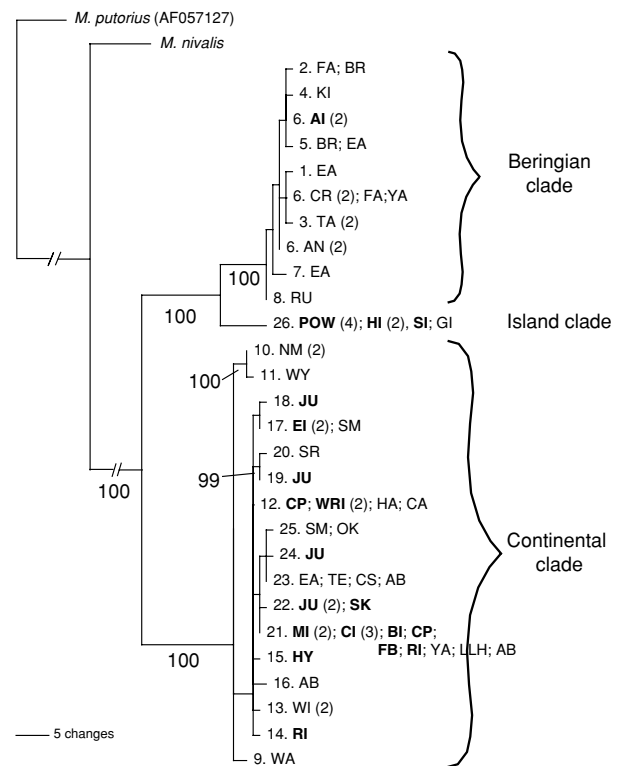 M. putorius (AF057127)
M. nivalis
2. FA; BR
4. KI
6. AI (2)
5. BR; EA
1. EA
6. CR (2); FA;YA
3. TA (2)
6. AN (2)
7. EA
8. RU
Beringian
clade
100
100
26. POW (4); HI (2), SI; GI
Island clade
10. NM (2)
11. WY
100
18. JU
17. EI (2); SM
20. SR
19. JU
99
12. CP; WRI (2); HA; CA
100
25. SM; OK
24. JU
23. EA; TE; CS; AB
22. JU (2); SK
21. MI (2); CI (3); BI; CP;
FB; RI; YA; LLH; AB
Continental
clade
15. HY
100
16. AB
13. WI (2)
14. RI
5 changes
9. WA